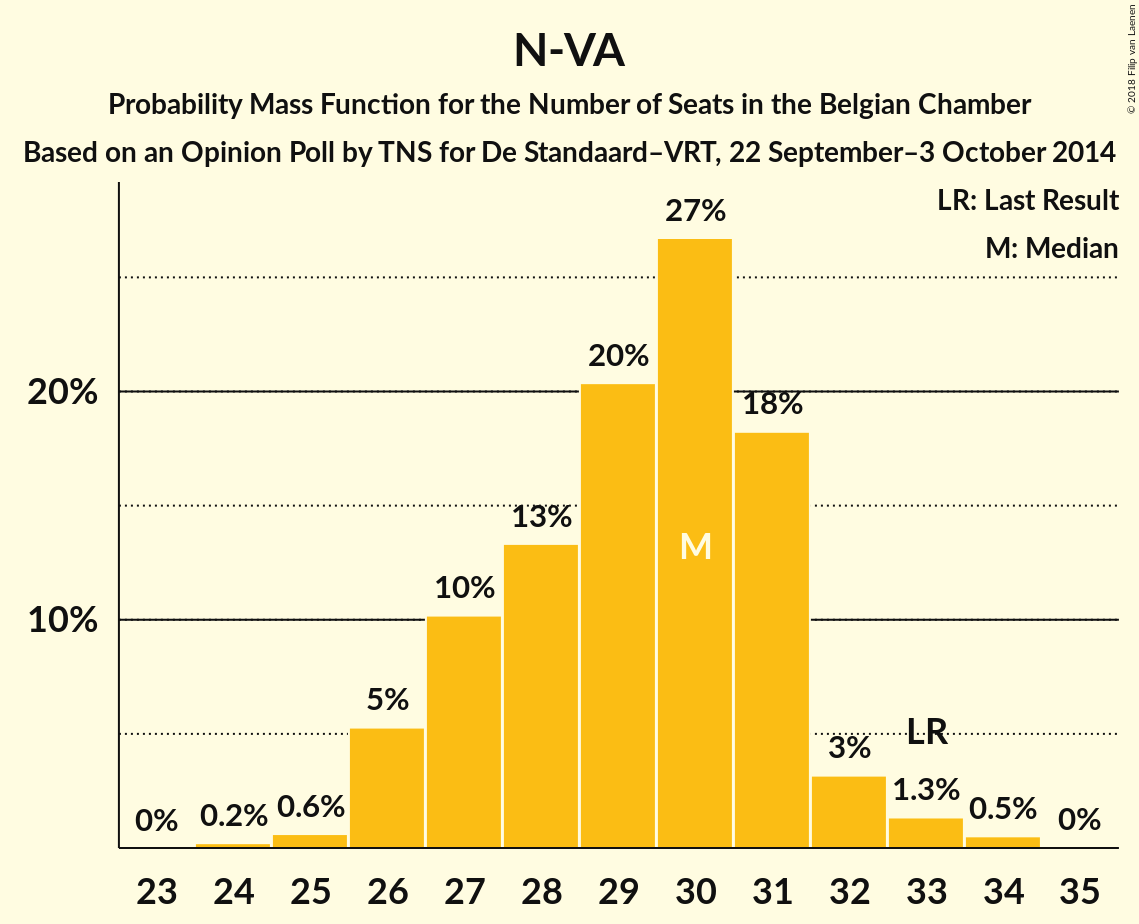 N-VA
Probability Mass Function for the Number of Seats in the Belgian Chamber
Based on an Opinion Poll by TNS for De Standaard–VRT, 22 September–3 October 2014
© 2018 Filip van Laenen
LR: Last Result
M: Median
20%
10%
0%
0.2%
0.6%
5%
10%
13%
20%
27%
18%
3%
1.3%
0.5%
0%
M
LR
23 24 25 26 27 28 29 30 31 32 33 34 35